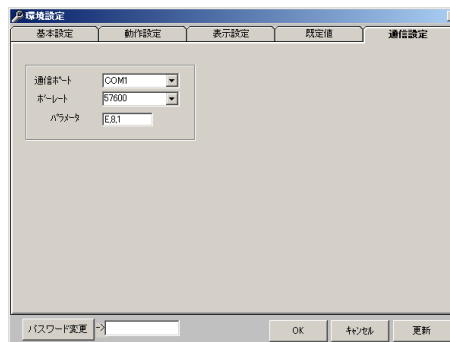 環境設定
基本設定 動作設定 表示設定 既定値 通信設定
通信ﾎﾟｰﾄ COM1
ﾎﾞｰﾚｰﾄ 57600
ﾊﾟﾗﾒｰﾀ E,8,1
パスワード変更 ->
OK ｷｬﾝｾﾙ 更新